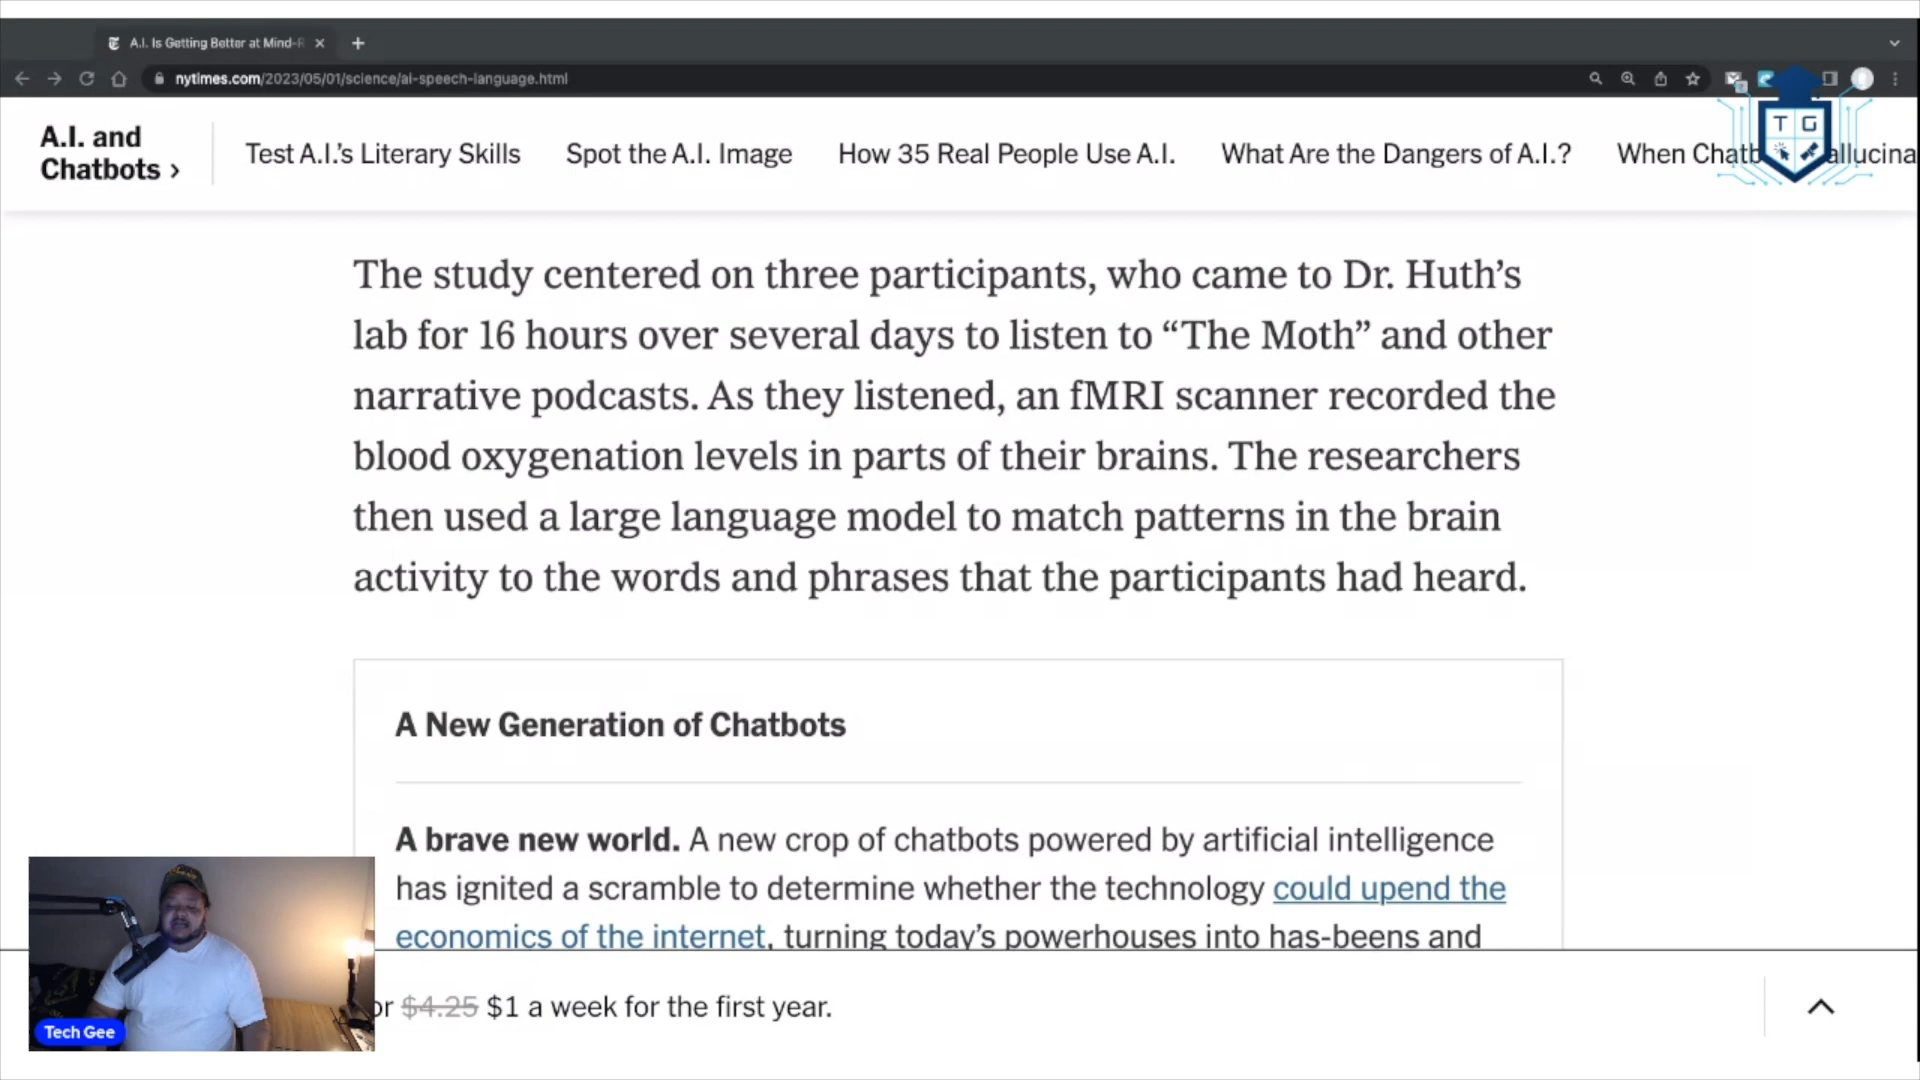 A.I. Is Getting Better at Mind-R
nytimes.com/2023/05/01/science/ai-speech-language.html
A.I. and
Chatbots ›
Test A.I.'s Literary Skills
Spot the A.I. Image
How 35 Real People Use A.I.
What Are the Dangers of A.I.?
When Chatb allucina
T G
The study centered on three participants, who came to Dr. Huth’s
lab for 16 hours over several days to listen to “The Moth” and other
narrative podcasts. As they listened, an fMRI scanner recorded the
blood oxygenation levels in parts of their brains. The researchers
then used a large language model to match patterns in the brain
activity to the words and phrases that the participants had heard.
A New Generation of Chatbots
A brave new world. A new crop of chatbots powered by artificial intelligence
has ignited a scramble to determine whether the technology could upend the
economics of the internet, turning today’s powerhouses into has-beens and
or $4.25 $1 a week for the first year.
Tech Gee